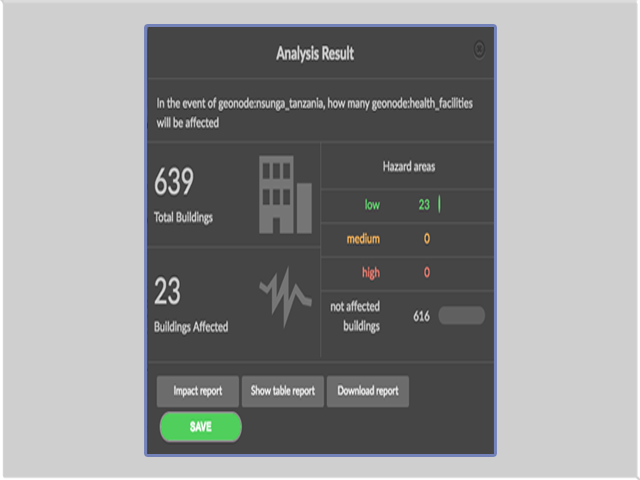 Analysis Result
In the event of geonode:nsunga_tanzania, how many geonode:health_facilities
will be affected
639
Total Buildings
23
Buildings Affected
Hazard areas
low 23
medium 0
high 0
not affected
buildings 616
Impact report Show table report Download report
SAVE